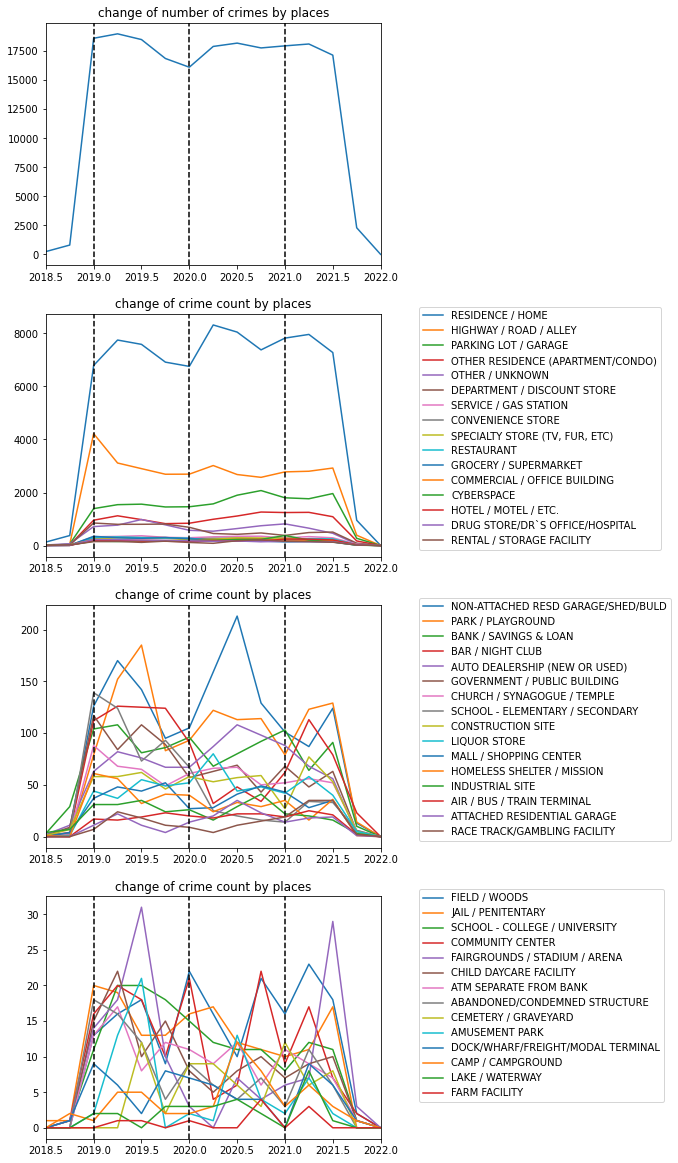 change of number of crimes by places
17500
15000
12500
10000
7500
5000
2500
0
2018.5 2019.0 2019.5 2020.0 2020.5 2021.0 2021.5 2022.0
change of crime count by places
8000
6000
4000
2000
0
2018.5 2019.0 2019.5 2020.0 2020.5 2021.0 2021.5 2022.0
RESIDENCE / HOME
HIGHWAY / ROAD / ALLEY
PARKING LOT / GARAGE
OTHER RESIDENCE (APARTMENT/CONDO)
OTHER / UNKNOWN
DEPARTMENT / DISCOUNT STORE
SERVICE / GAS STATION
CONVENIENCE STORE
SPECIALTY STORE (TV, FUR, ETC)
RESTAURANT
GROCERY / SUPERMARKET
COMMERCIAL / OFFICE BUILDING
CYBERSPACE
HOTEL / MOTEL / ETC.
DRUG STORE/DR`S OFFICE/HOSPITAL
RENTAL / STORAGE FACILITY
change of crime count by places
200
150
100
50
0
2018.5 2019.0 2019.5 2020.0 2020.5 2021.0 2021.5 2022.0
NON-ATTACHED RESD GARAGE/SHED/BULD
PARK / PLAYGROUND
BANK / SAVINGS & LOAN
BAR / NIGHT CLUB
AUTO DEALERSHIP (NEW OR USED)
GOVERNMENT / PUBLIC BUILDING
CHURCH / SYNAGOGUE / TEMPLE
SCHOOL - ELEMENTARY / SECONDARY
CONSTRUCTION SITE
LIQUOR STORE
MALL / SHOPPING CENTER
HOMELESS SHELTER / MISSION
INDUSTRIAL SITE
AIR / BUS / TRAIN TERMINAL
ATTACHED RESIDENTIAL GARAGE
RACE TRACK/GAMBLING FACILITY
change of crime count by places
30
25
20
15
10
5
0
2018.5 2019.0 2019.5 2020.0 2020.5 2021.0 2021.5 2022.0
FIELD / WOODS
JAIL / PENITENTARY
SCHOOL - COLLEGE / UNIVERSITY
COMMUNITY CENTER
FAIRGROUNDS / STADIUM / ARENA
CHILD DAYCARE FACILITY
ATM SEPARATE FROM BANK
ABANDONED/CONDEMNED STRUCTURE
CEMETERY / GRAVEYARD
AMUSEMENT PARK
DOCK/WHARF/FREIGHT/MODAL TERMINAL
CAMP / CAMPGROUND
LAKE / WATERWAY
FARM FACILITY